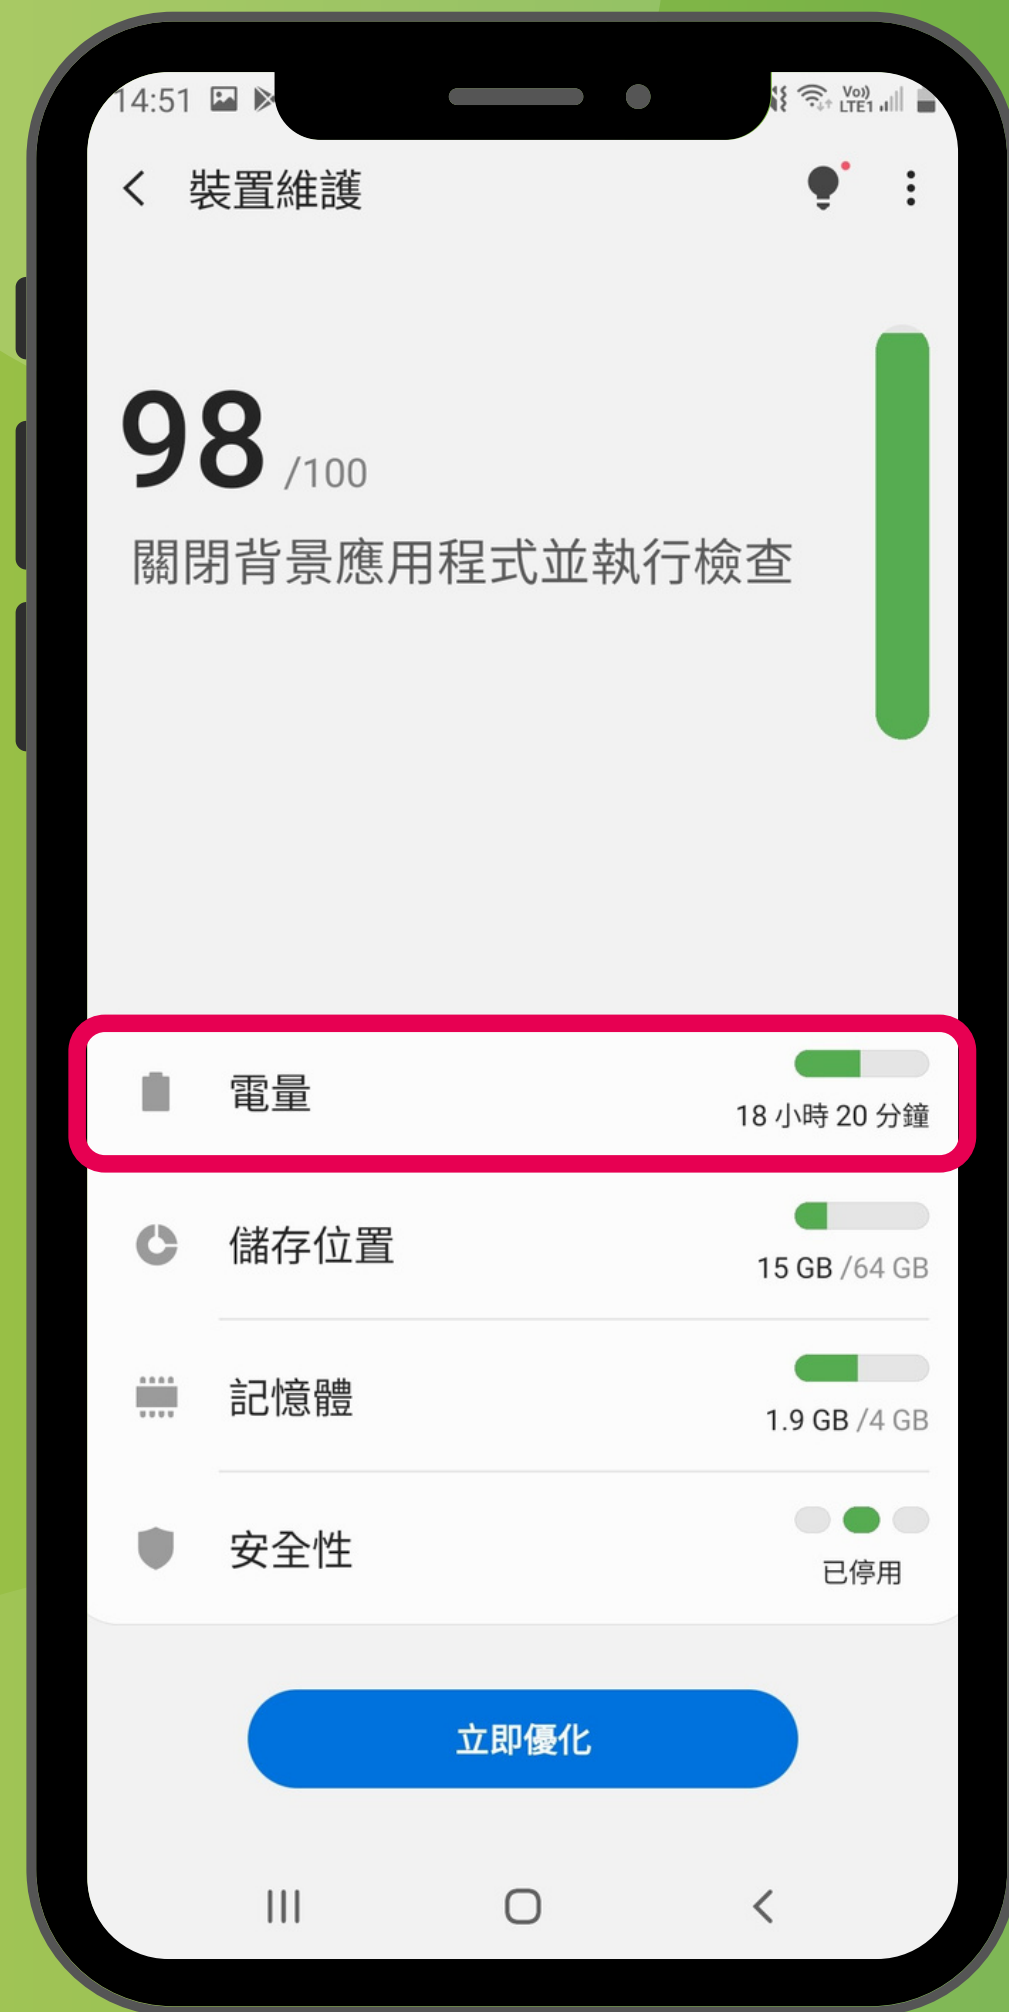 14:51
Vo))
LTE1
裝置維護
98 /100
關閉背景應用程式並執行檢查
電量
18 小時 20 分鐘
儲存位置
15 GB /64 GB
記憶體
1.9 GB /4 GB
安全性
已停用
立即優化